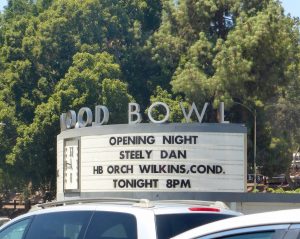 OOD BOWL
OPENING NIGHT
STEELY DAN
HB ORCH WILKINS,COND.
TONIGHT 8PM